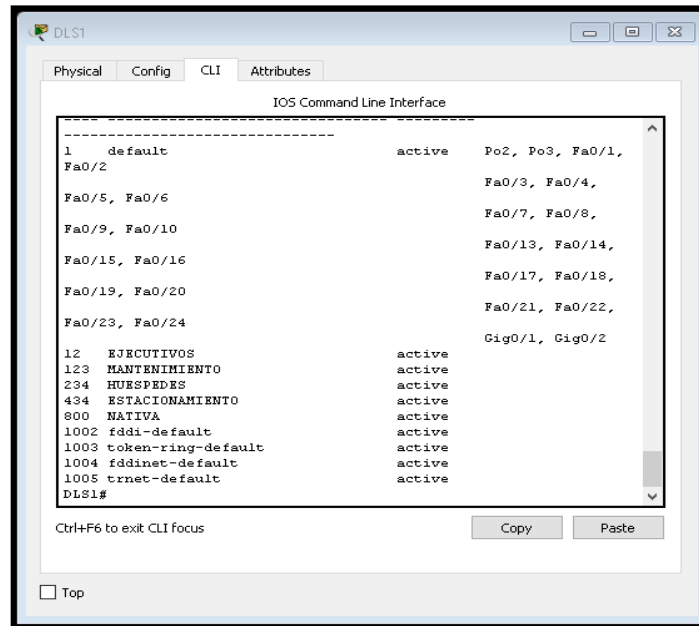 DLS1
Physical Config CLI Attributes
IOS Command Line Interface
---- -------------------------------- ---------
-------------------------------
1    default                          active    Po2, Po3, Fa0/1,
Fa0/2
                                                Fa0/3, Fa0/4,
Fa0/5, Fa0/6
                                                Fa0/7, Fa0/8,
Fa0/9, Fa0/10
                                                Fa0/13, Fa0/14,
Fa0/15, Fa0/16
                                                Fa0/17, Fa0/18,
Fa0/19, Fa0/20
                                                Fa0/21, Fa0/22,
Fa0/23, Fa0/24
                                                Gig0/1, Gig0/2
12   EJECUTIVOS                       active
123  MANTENIMIENTO                    active
234  HUESPEDES                        active
434  ESTACIONAMIENTO                  active
800  NATIVA                           active
1002 fddi-default                     active
1003 token-ring-default               active
1004 fddinet-default                  active
1005 trnet-default                    active
DLS1#
Ctrl+F6 to exit CLI focus
Copy Paste
Top